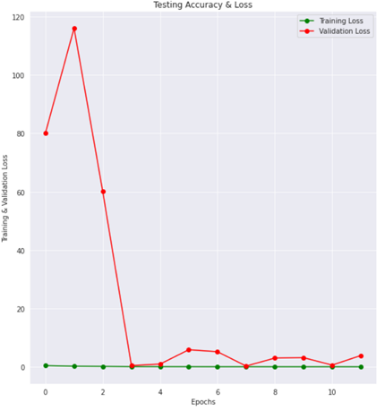 Testing Accuracy & Loss
Training Loss
Validation Loss
120
100
80
60
40
20
0
Training & Validation Loss
0 2 4 6 8 10
Epochs